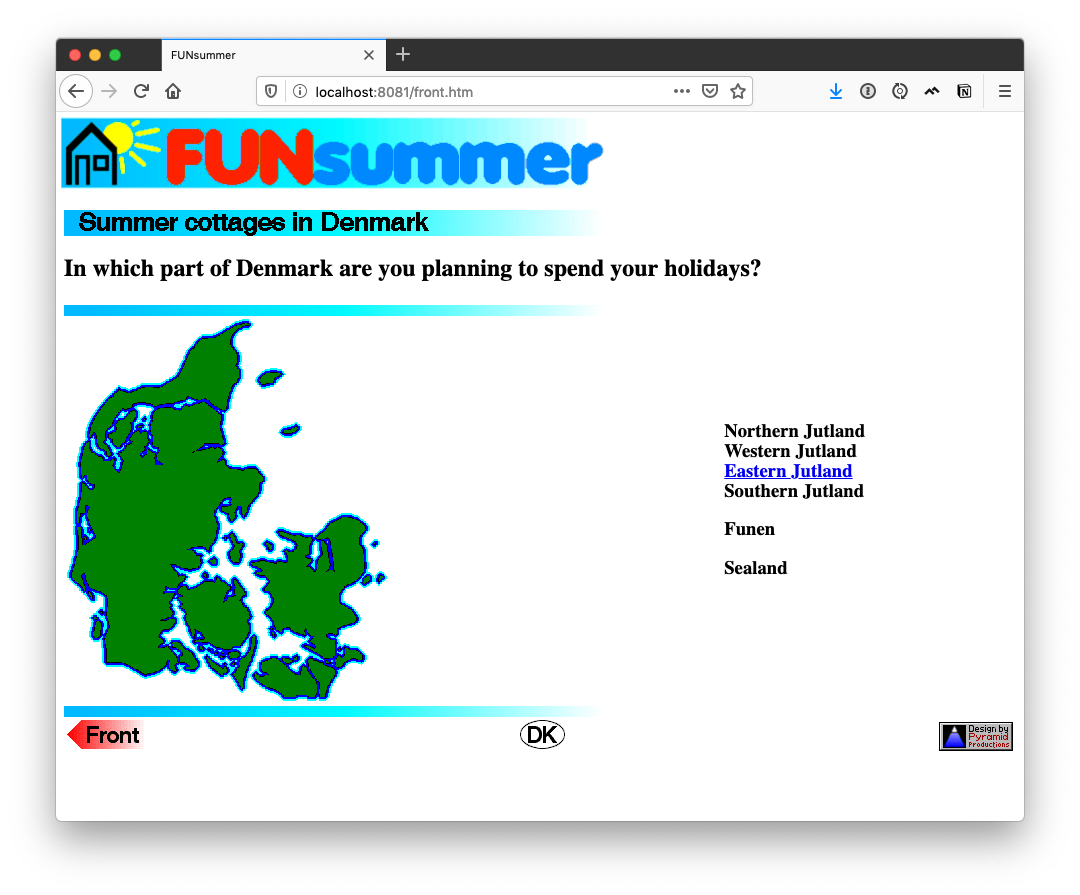 FUNsummer
localhost:8081/front.htm
FUNsummer
Summer cottages in Denmark
In which part of Denmark are you planning to spend your holidays?
Northern Jutland
Western Jutland
Eastern Jutland
Southern Jutland
Funen
Sealand
Front
DK
Design by
Pyramid
Productions